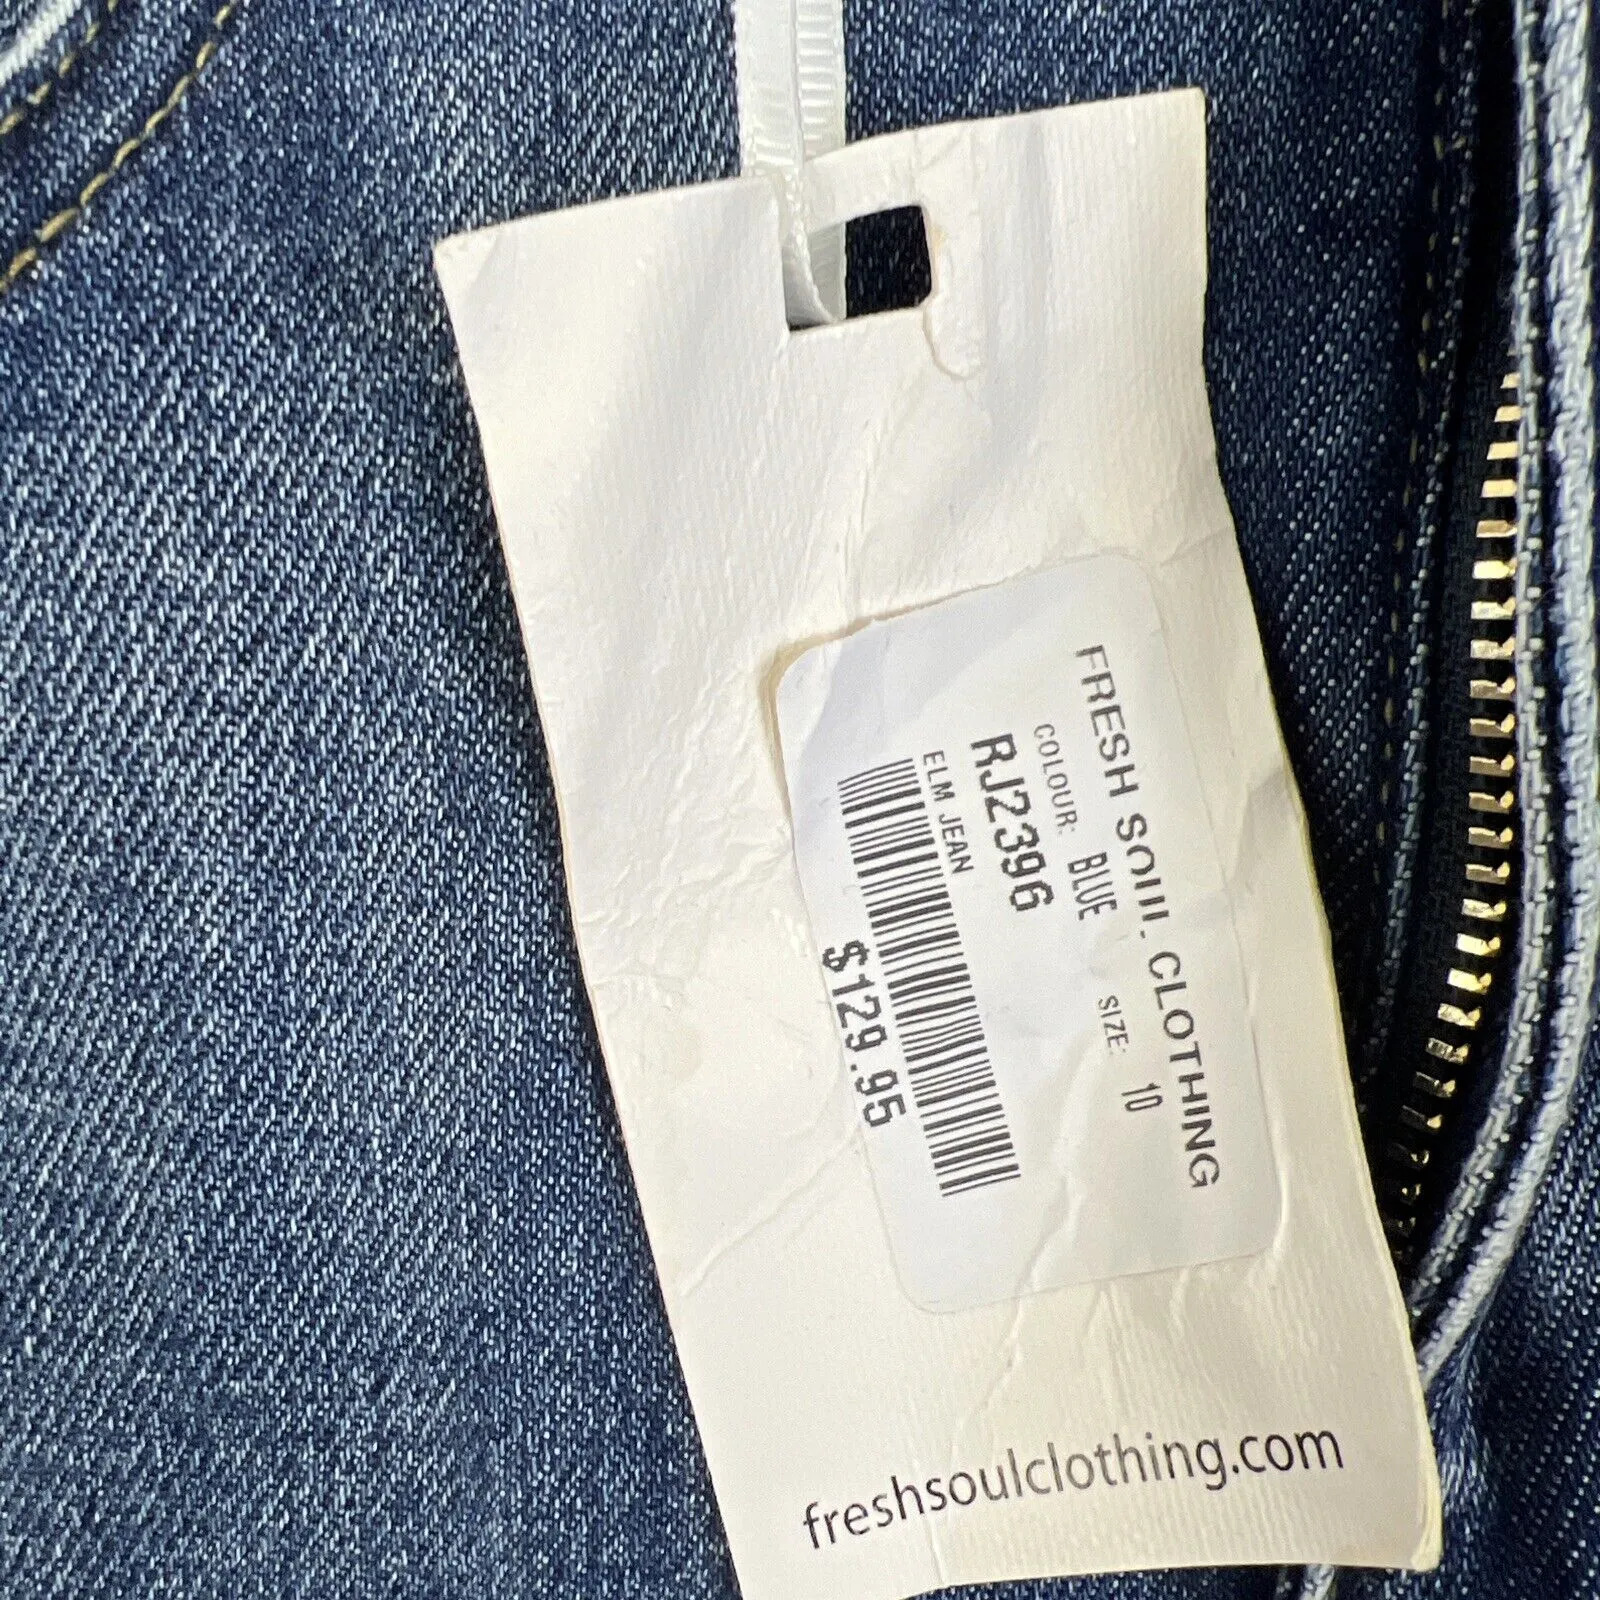 FRESH SOUL CLOTHING
COLOUR: BLUE SIZE: 10
RJ2396
ELM JEAN
$129.95
freshsoulclothing.com